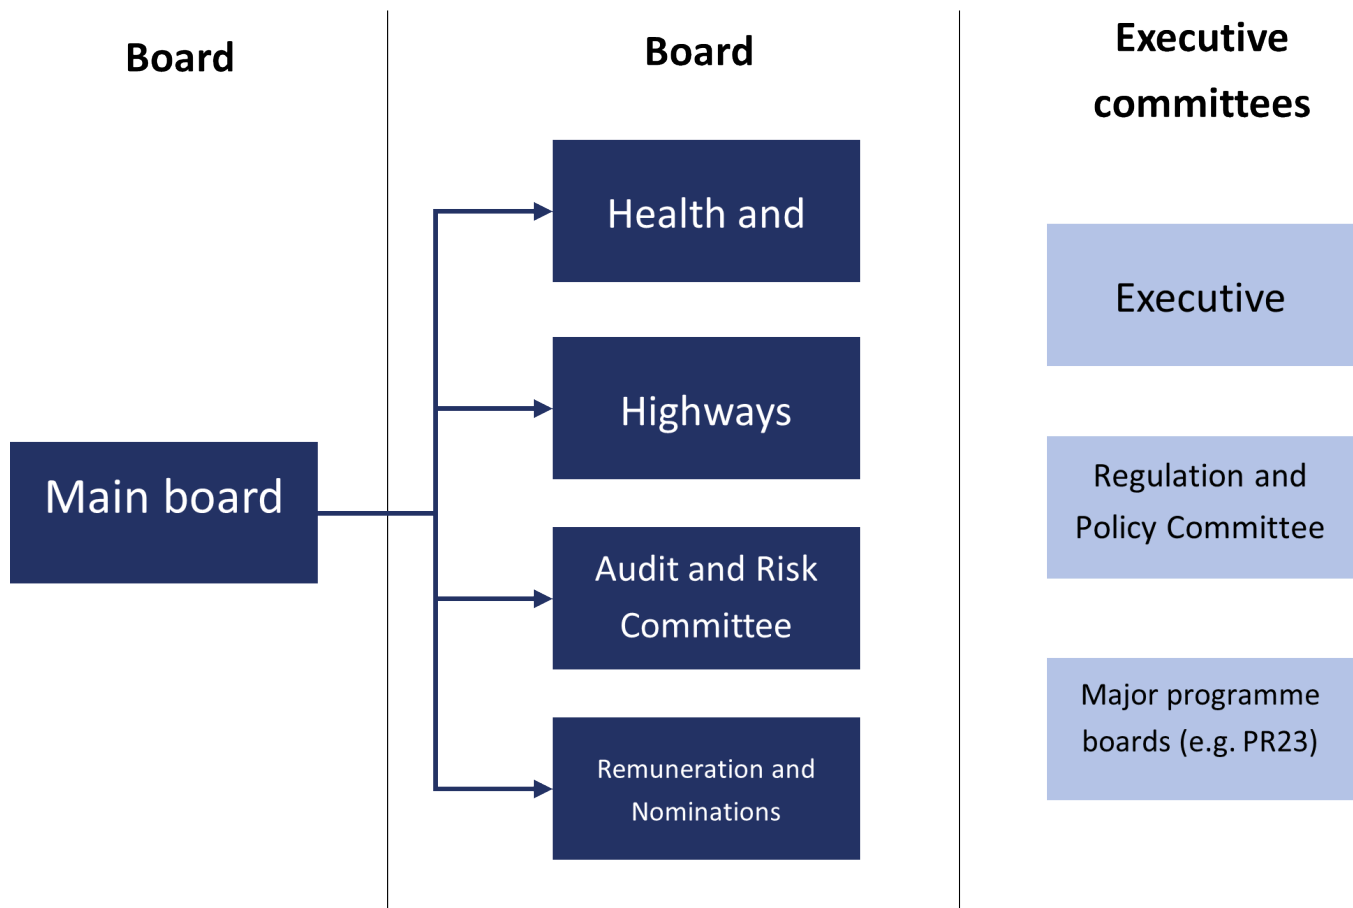 Board
Main board
Board
Health and
Highways
Audit and Risk
Committee
Remuneration and
Nominations
Executive
committees
Executive
Regulation and
Policy Committee
Major programme
boards (e.g. PR23)